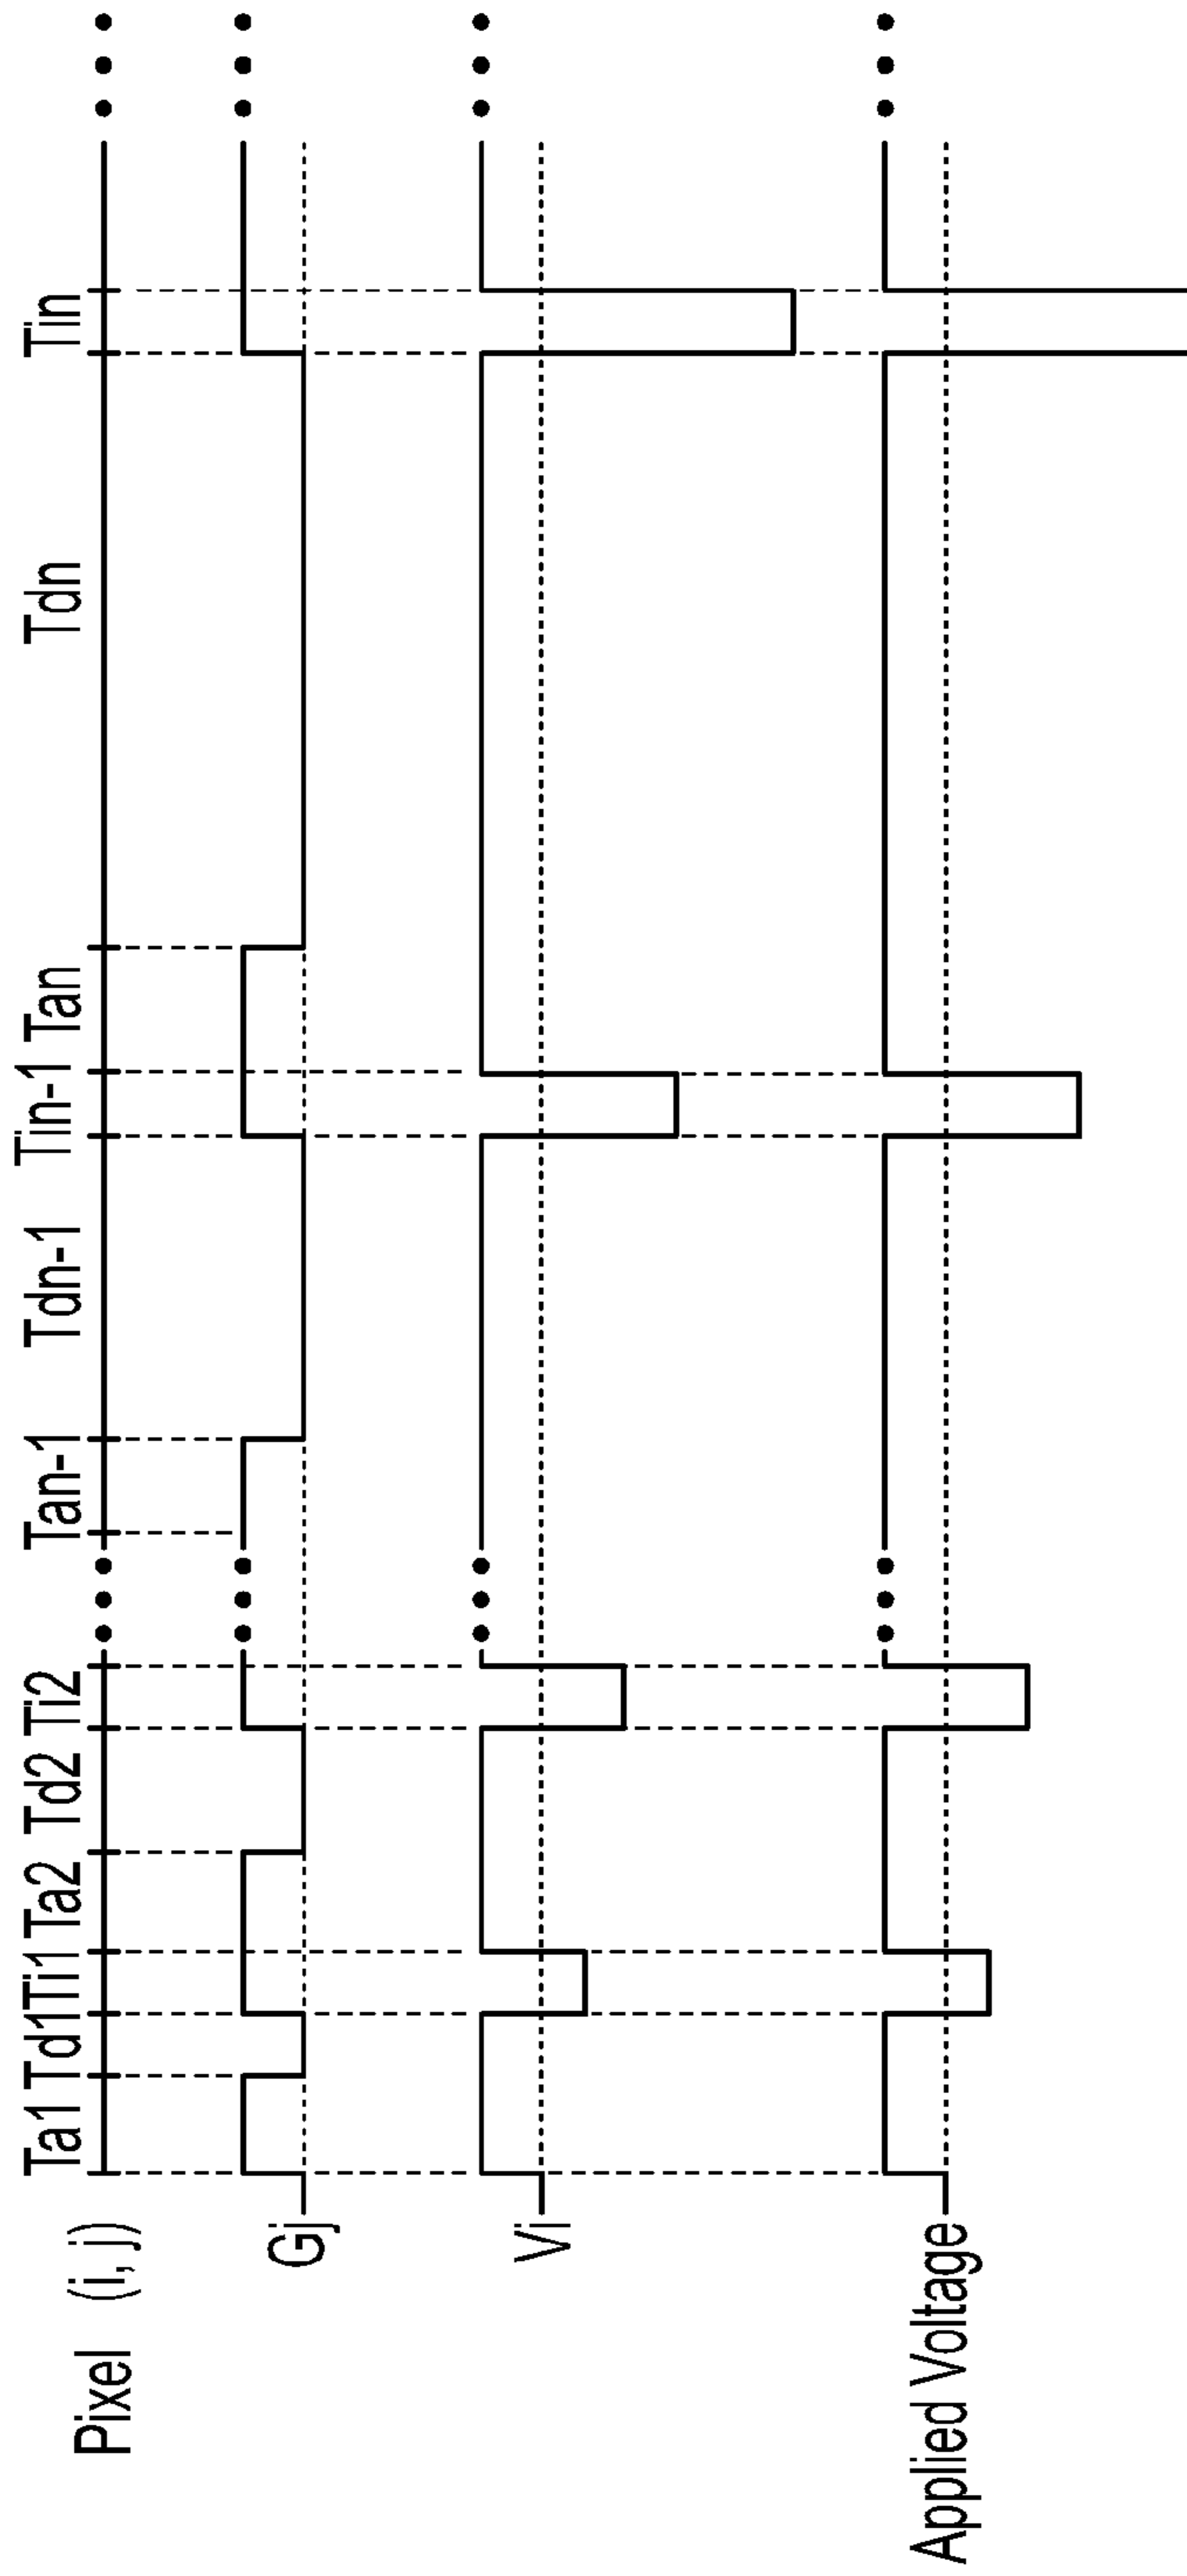 Pixel (i, j) Ta1 Td1 Ti1 Ta2 Td2 Ti2 Tan-1 Tdn-1 Tin-1 Tan Tdn Tin
Gj
Vi
Applied Voltage